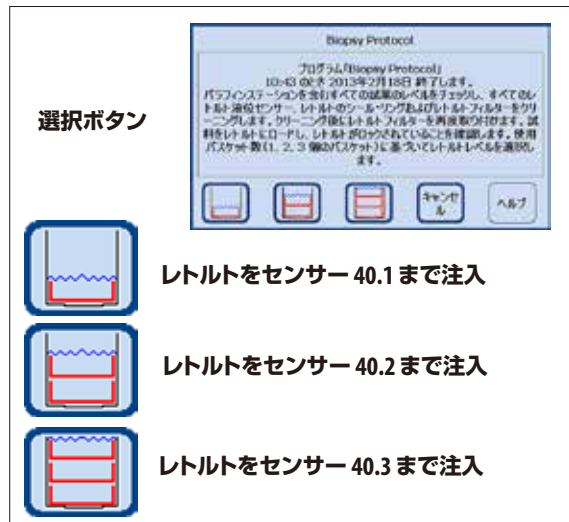 Biopsy Protocol
プログラム「Biopsy Protocol」
10:43 のとき 2013年2月18日 終了します。
パラフィンステーションを含むすべての試薬のレベルをチェックし、すべてのレ
トルト液位センサー、レトルトのシールリングおよびレトルトフィルターをクリ
ーニングします。クリーニング後にレトルトフィルターを再度取り付けます。試
料をレトルトにロードし、レトルトがロックされていることを確認します。使用
バスケット数(1、2、3 個のバスケット)に基づいてレトルトレベルを選択し
ます。
キャンセ
ル
ヘルプ
選択ボタン
レトルトをセンサー 40.1 まで注入
レトルトをセンサー 40.2 まで注入
レトルトをセンサー 40.3 まで注入